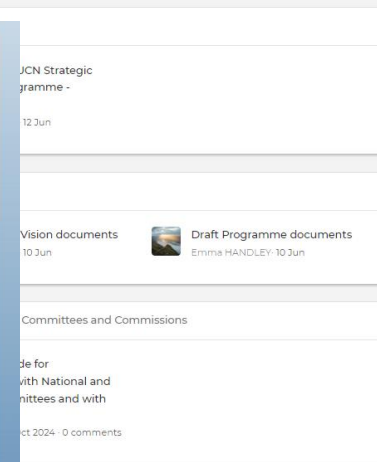 UCN Strategic
gramme -
12 Jun
Vision documents
10 Jun
Draft Programme documents
Emma HANDLEY· 10 Jun
Committees and Commissions
de for
with National and
mittees and with
ct 2024 · 0 comments